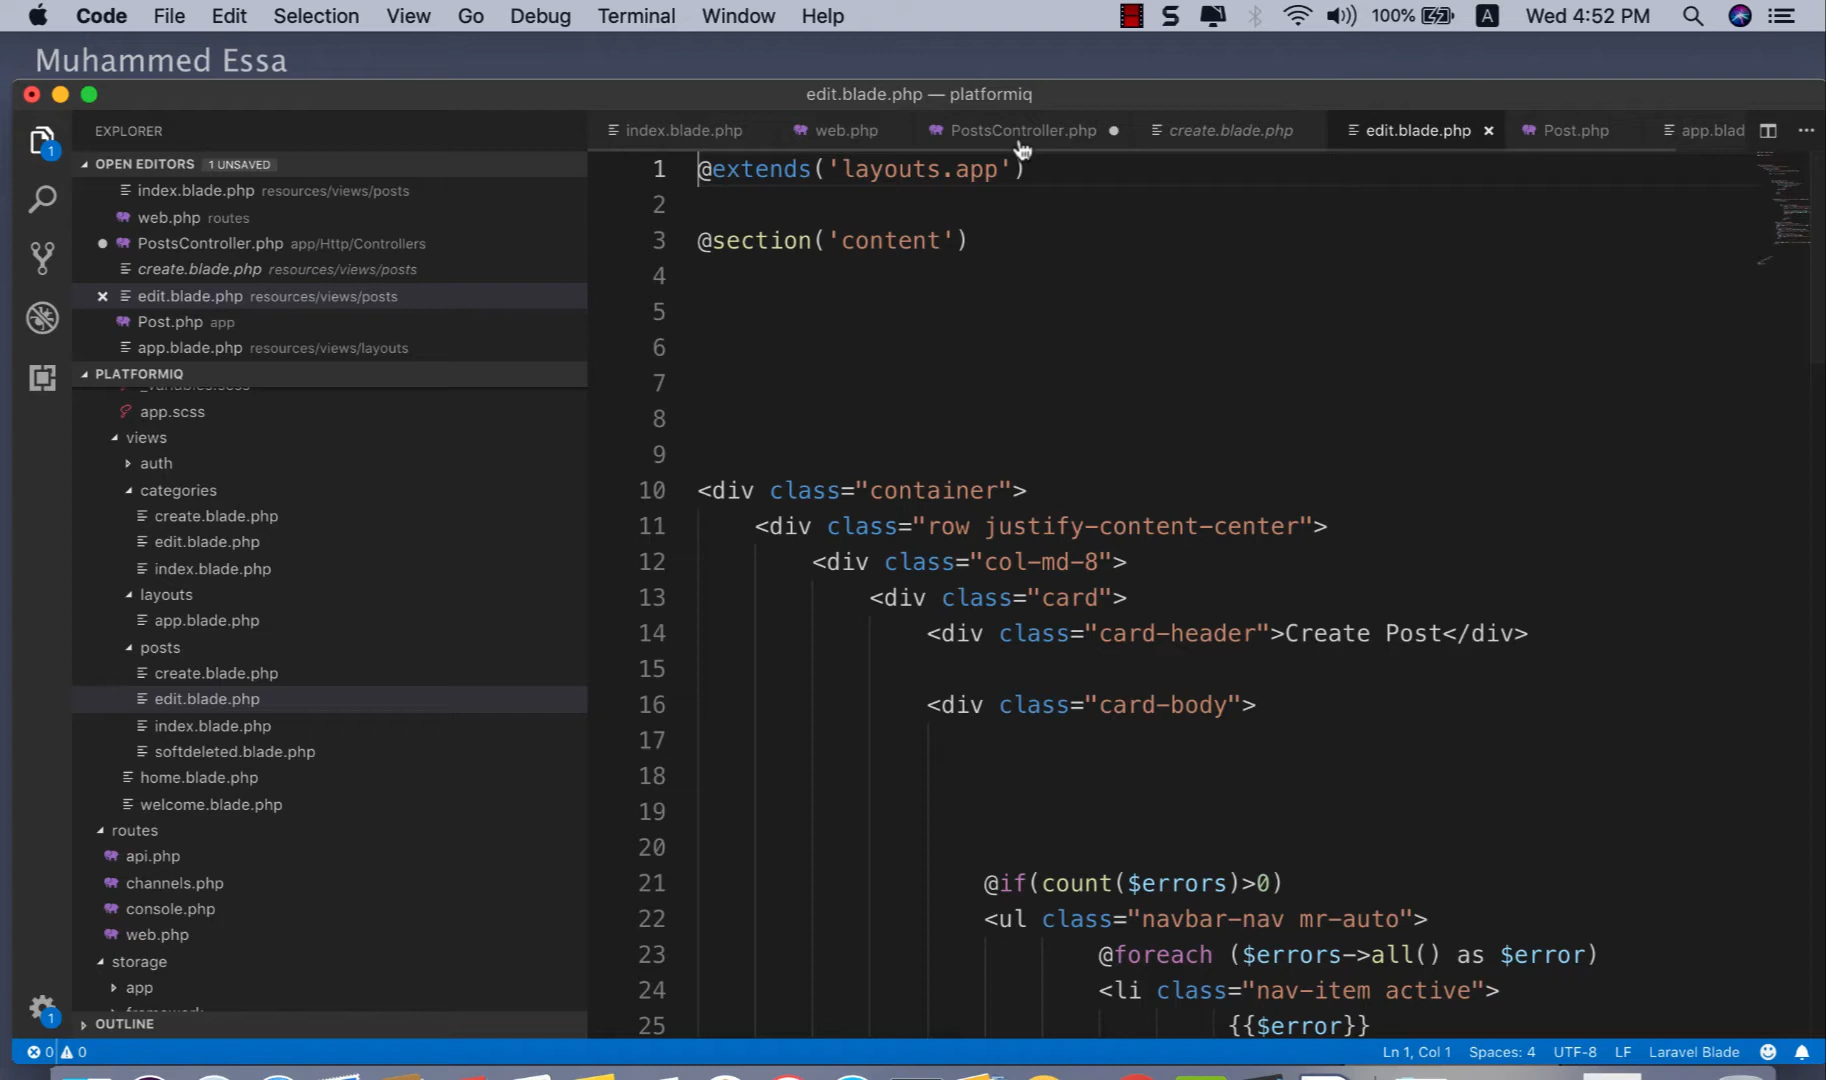 Code File Edit Selection View Go Debug Terminal Window Help 100% A Wed 4:52 PM
Muhammed Essa
edit.blade.php — platformiq
EXPLORER
OPEN EDITORS 1 UNSAVED
index.blade.php resources/views/posts
web.php routes
PostsController.php app/Http/Controllers
create.blade.php resources/views/posts
edit.blade.php resources/views/posts
Post.php app
app.blade.php resources/views/layouts
PLATFORMIQ
_variables.scss
app.scss
views
auth
categories
create.blade.php
edit.blade.php
index.blade.php
layouts
app.blade.php
posts
create.blade.php
edit.blade.php
index.blade.php
softdeleted.blade.php
home.blade.php
welcome.blade.php
routes
api.php
channels.php
console.php
web.php
storage
app
OUTLINE
index.blade.php web.php PostsController.php create.blade.php edit.blade.php Post.php app.blad
1 @extends('layouts.app')
2
3 @section('content')
4
5
6
7
8
9
10 <div class="container">
11 <div class="row justify-content-center">
12 <div class="col-md-8">
13 <div class="card">
14 <div class="card-header">Create Post</div>
15
16 <div class="card-body">
17
18
19
20
21 @if(count($errors)>0)
22 <ul class="navbar-nav mr-auto">
23 @foreach ($errors->all() as $error)
24 <li class="nav-item active">
25 {{$error}}
1
1
0 0 Ln 1, Col 1 Spaces: 4 UTF-8 LF Laravel Blade